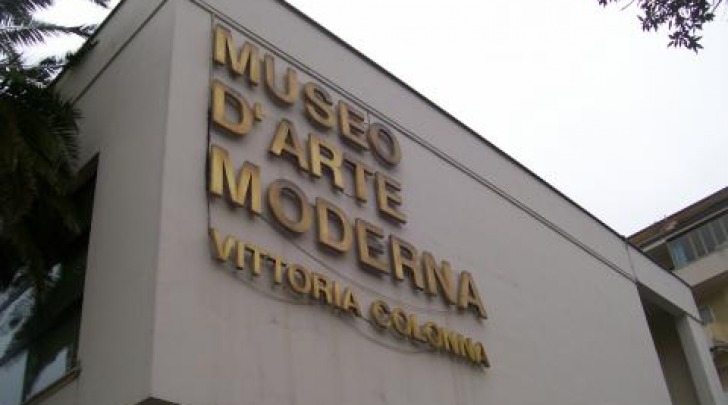 MUSEO
D'ARTE
MODERNA
VITTORIA COLONNA